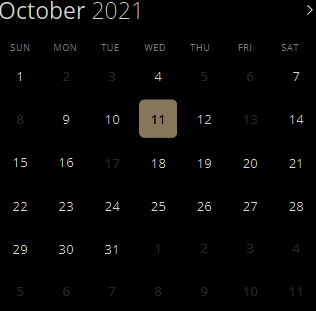 October 2021
SUN MON TUE WED THU FRI SAT
1 2 3 4 5 6 7
8 9 10 11 12 13 14
15 16 17 18 19 20 21
22 23 24 25 26 27 28
29 30 31 1 2 3 4
5 6 7 8 9 10 11